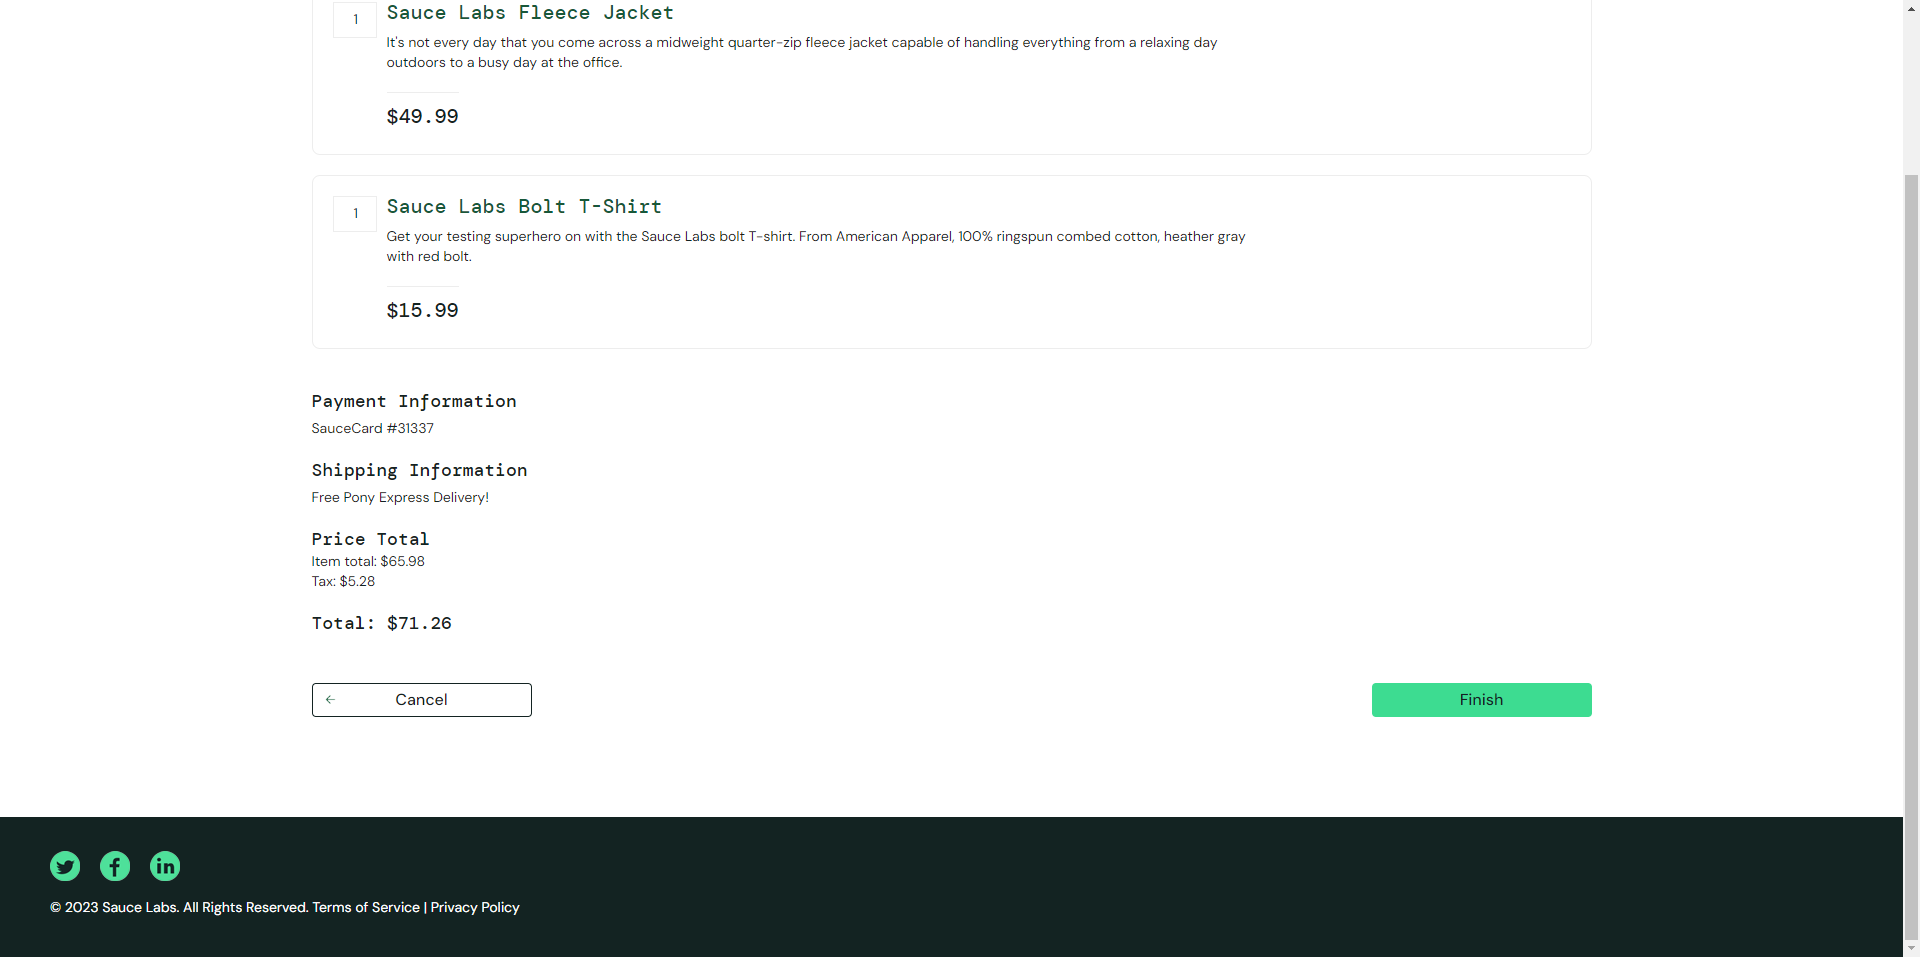 1
Sauce Labs Fleece Jacket
It's not every day that you come across a midweight quarter-zip fleece jacket capable of handling everything from a relaxing day
outdoors to a busy day at the office.
$49.99
1
Sauce Labs Bolt T-Shirt
Get your testing superhero on with the Sauce Labs bolt T-shirt. From American Apparel, 100% ringspun combed cotton, heather gray
with red bolt.
$15.99
Payment Information
SauceCard #31337
Shipping Information
Free Pony Express Delivery!
Price Total
Item total: $65.98
Tax: $5.28
Total: $71.26
Cancel
Finish
© 2023 Sauce Labs. All Rights Reserved. Terms of Service | Privacy Policy